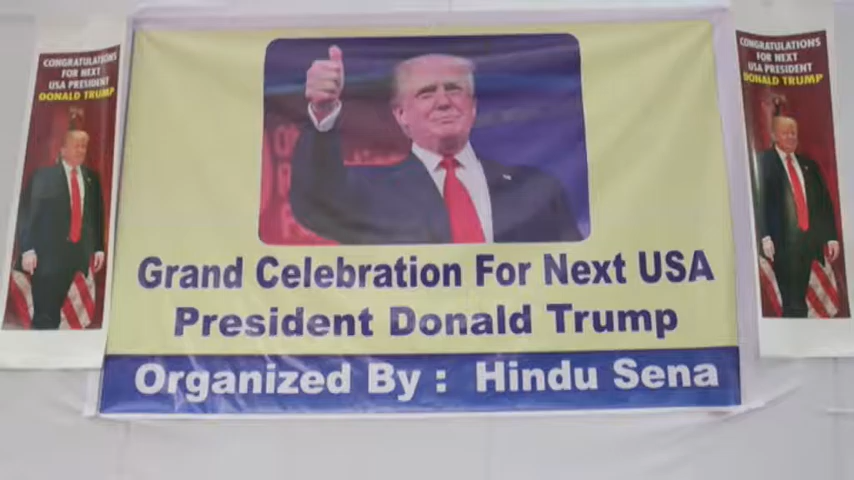 CONGRATULATIONS
FOR NEXT
USA PRESIDENT
DONALD TRUMP
Grand Celebration For Next USA
President Donald Trump
Organized By : Hindu Sena
CONGRATULATIONS
FOR NEXT
USA PRESIDENT
DONALD TRUMP